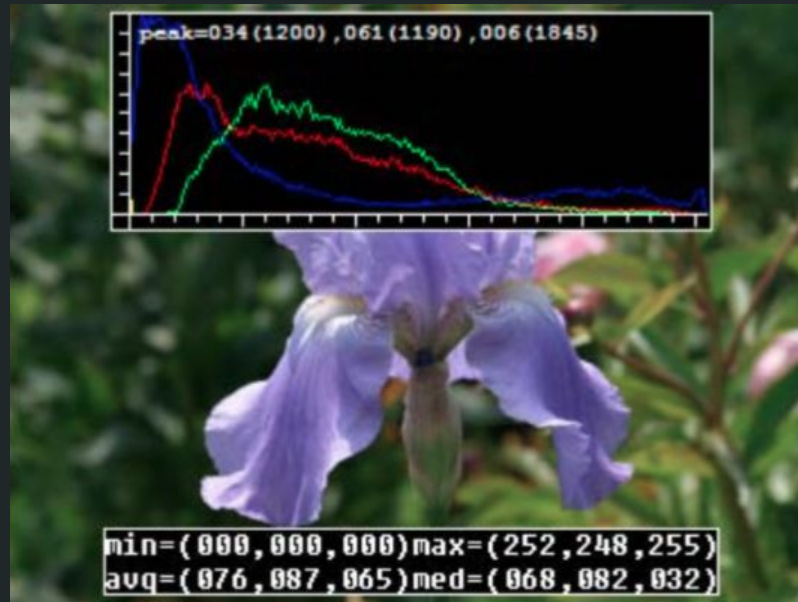 peak=034(1200),061(1190),006(1845)
min=(000,000,000)max=(252,248,255)
avg=(076,087,065)med=(068,082,032)